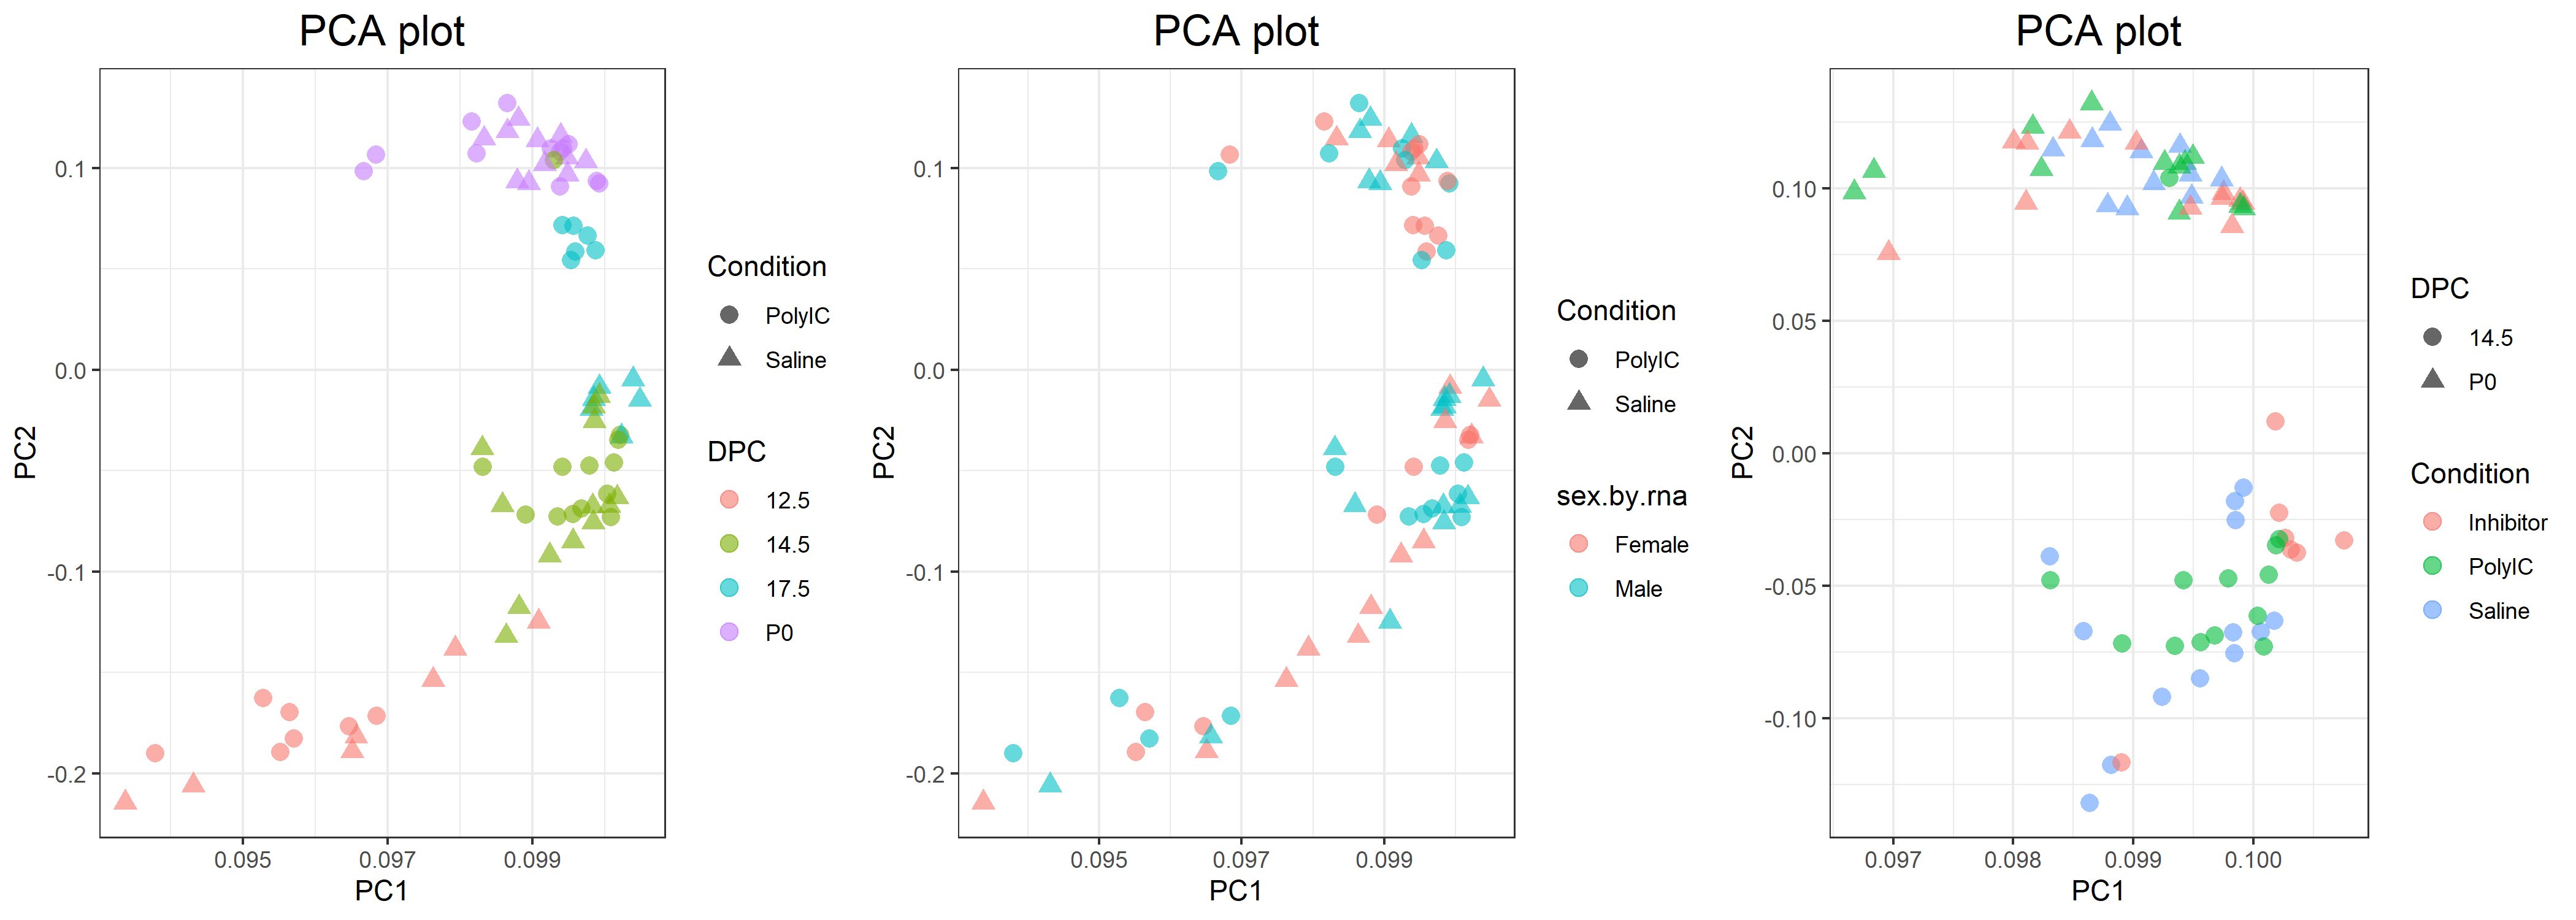 PCA plot
PC2
0.1
0.0
-0.1
-0.2
0.095 0.097 0.099
PC1
Condition
PolyIC
Saline
DPC
12.5
14.5
17.5
P0
PCA plot
PC2
0.1
0.0
-0.1
-0.2
0.095 0.097 0.099
PC1
Condition
PolyIC
Saline
sex.by.rna
Female
Male
PCA plot
PC2
0.10
0.05
0.00
-0.05
-0.10
0.097 0.098 0.099 0.100
PC1
DPC
14.5
P0
Condition
Inhibitor
PolyIC
Saline